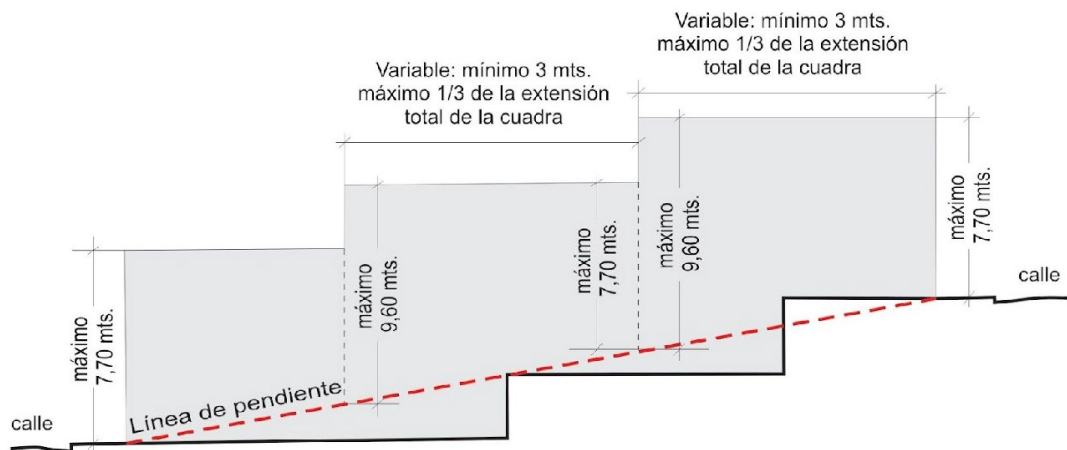 Variable: mínimo 3 mts.
máximo 1/3 de la extensión
total de la cuadra
Variable: mínimo 3 mts.
máximo 1/3 de la extensión
total de la cuadra
máximo
7,70 mts.
máximo
9,60 mts.
máximo
7,70 mts.
máximo
9,60 mts.
máximo
7,70 mts.
calle
Línea de pendiente
calle